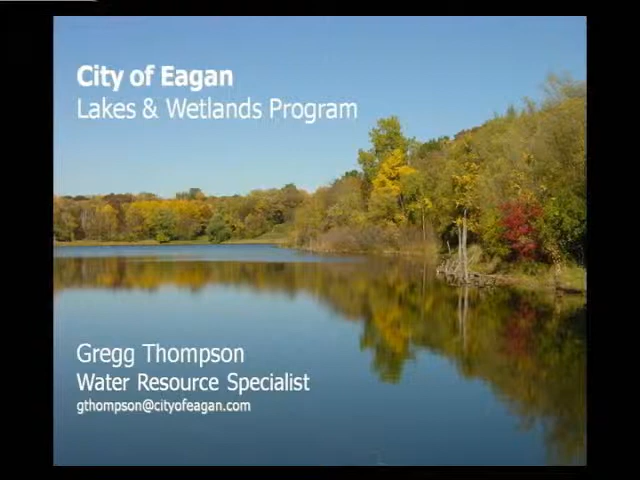 City of Eagan
Lakes & Wetlands Program
Gregg Thompson
Water Resource Specialist
gthompson@cityofeagan.com